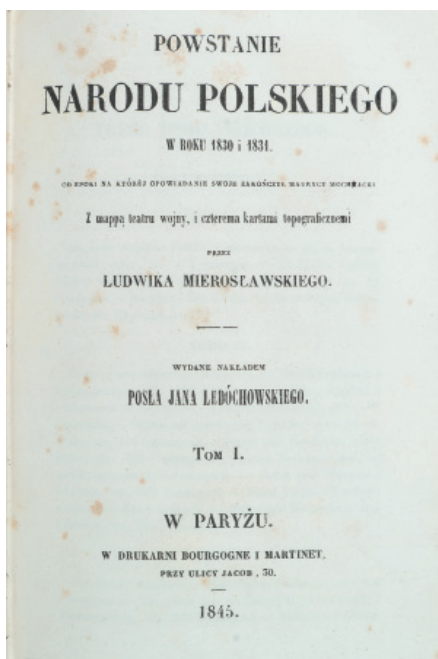 POWSTANIE
NARODU POLSKIEGO
W ROKU 1830 i 1831.
OD EPOKI NA KTÓRÉJ OPOWIADANIE SWOJE ZAKOŃCZYŁ MAURYCY MOCHNACKI
Z mappą teatru wojny, i czterema kartami topograficznemi
PRZEZ
LUDWIKA MIEROSŁAWSKIEGO.
WYDANE NAKŁADEM
POSŁA JANA LEDÓCHOWSKIEGO.
TOM I.
W PARYŻU.
W DRUKARNI BOURGOGNE I MARTINET,
PRZY ULICY JACOB, 30.
1845.